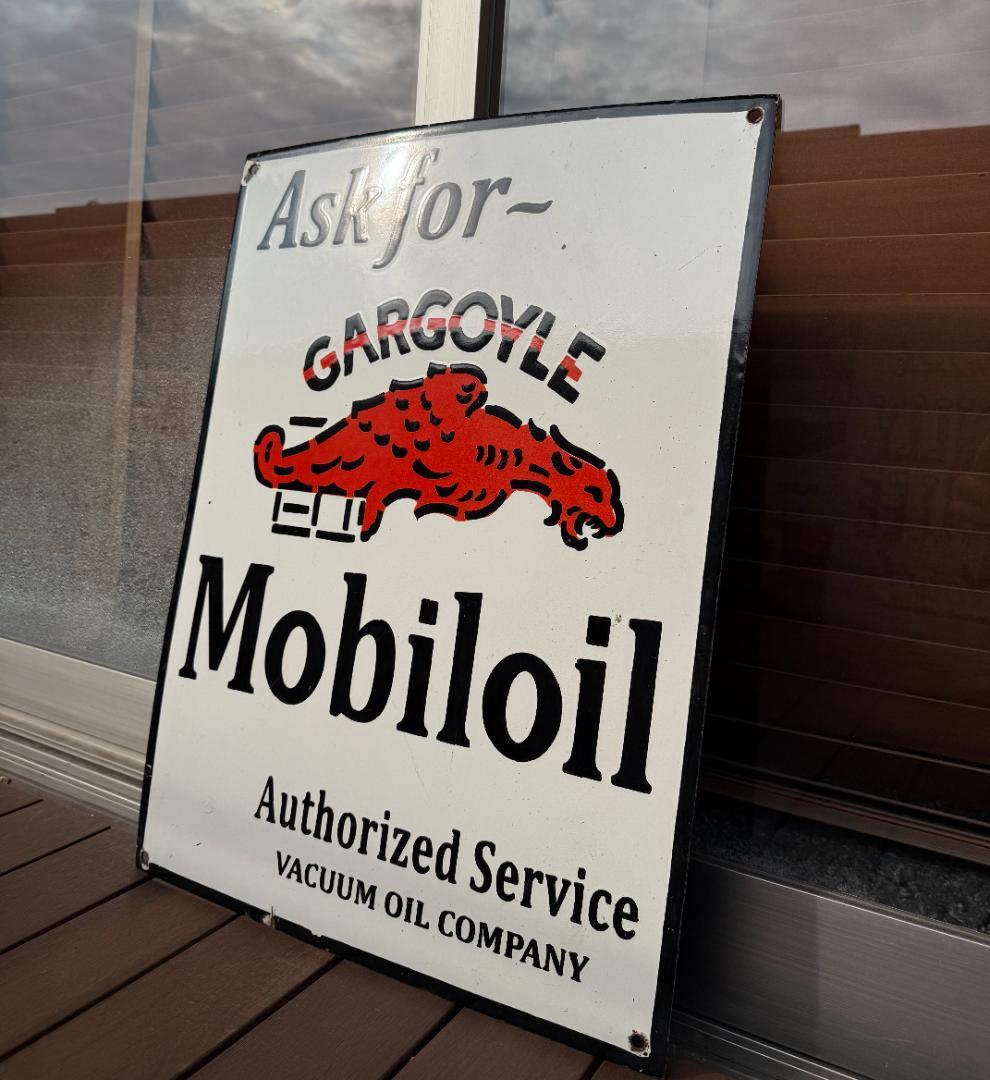 Ask for~
GARGOYLE
Mobiloil
Authorized Service
VACUUM OIL COMPANY